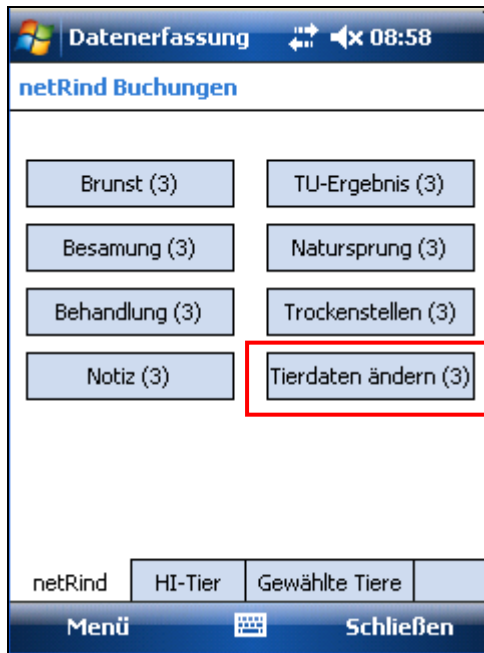 Datenerfassung 08:58
netRind Buchungen
Brunst (3) TU-Ergebnis (3)
Besamung (3) Natursprung (3)
Behandlung (3) Trockenstellen (3)
Notiz (3) Tierdaten ändern (3)
netRind HI-Tier Gewählte Tiere
Menü Schließen